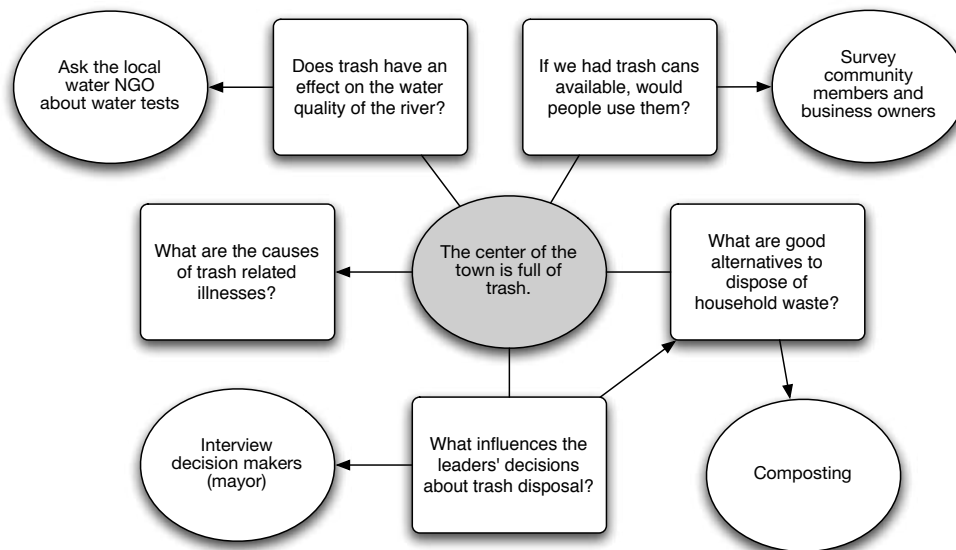 Ask the local
water NGO
about water tests
Does trash have an
effect on the water
quality of the river?
If we had trash cans
available, would
people use them?
Survey
community
members and
business owners
What are the causes
of trash related
illnesses?
The center of the
town is full of
trash.
What are good
alternatives to
dispose of
household waste?
Interview
decision makers
(mayor)
What influences the
leaders' decisions
about trash disposal?
Composting